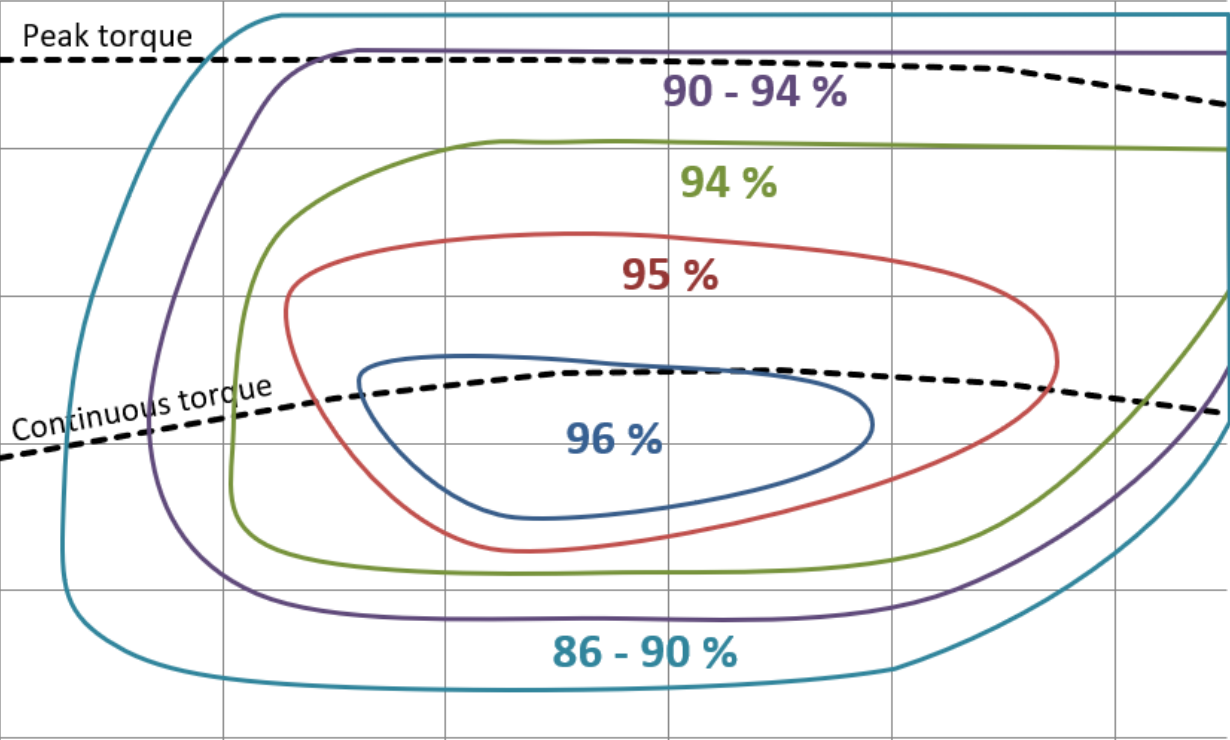 Peak torque
90 - 94 %
94 %
95 %
Continuous torque
96 %
86 - 90 %